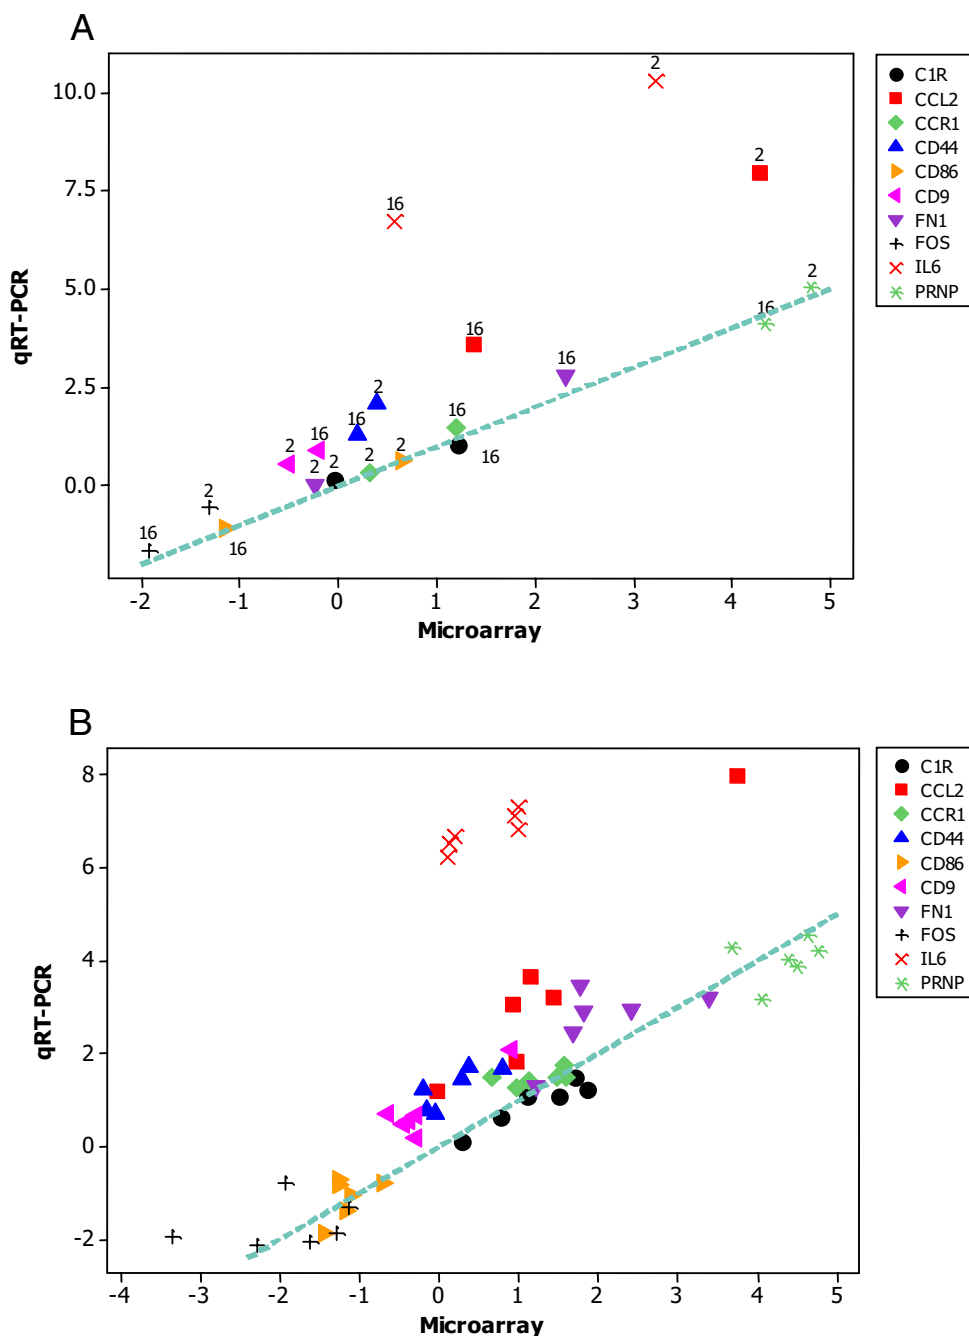 A
10.0
7.5
5.0
2.5
0.0
qRT-PCR
2
2
16
2
16
16
16
2
16
16
2
16
2
2
2
2
16
2
16
16
-2
-1
0
1
2
3
4
5
Microarray
C1R
CCL2
CCR1
CD44
CD86
CD9
FN1
FOS
IL6
PRNP
B
8
6
4
2
0
-2
qRT-PCR
-4
-3
-2
-1
0
1
2
3
4
5
Microarray
C1R
CCL2
CCR1
CD44
CD86
CD9
FN1
FOS
IL6
PRNP